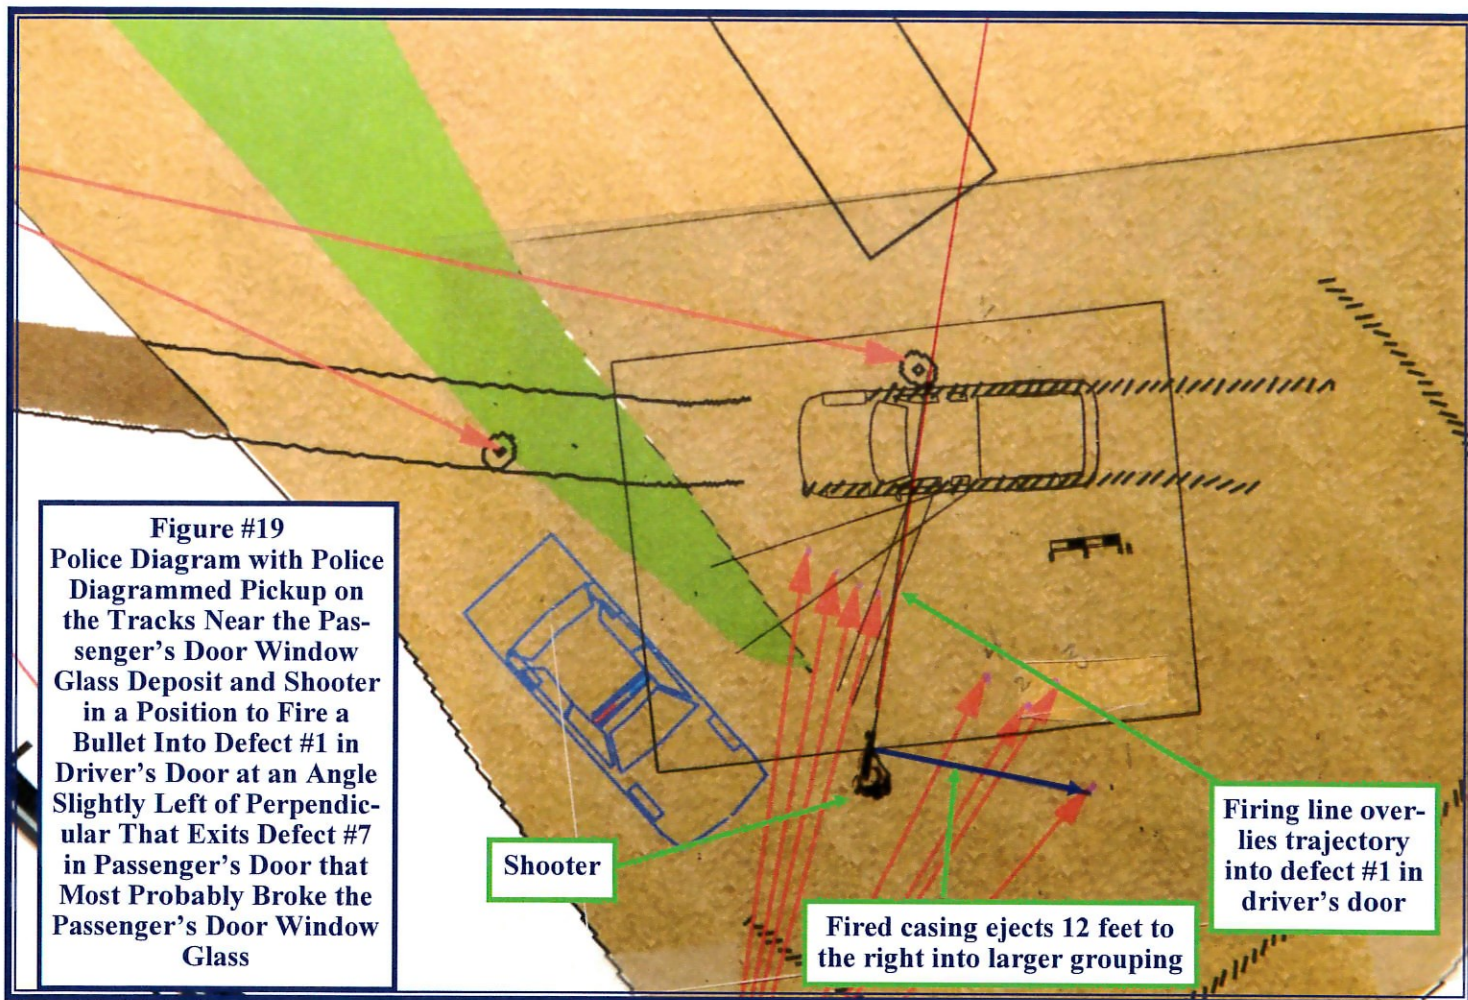 Figure #19
Police Diagram with Police
Diagrammed Pickup on
the Tracks Near the Pas-
senger's Door Window
Glass Deposit and Shooter
in a Position to Fire a
Bullet Into Defect #1 in
Driver's Door at an Angle
Slightly Left of Perpendic-
ular That Exits Defect #7
in Passenger's Door that
Most Probably Broke the
Passenger's Door Window
Glass
Shooter
Fired casing ejects 12 feet to
the right into larger grouping
Firing line over-
lies trajectory
into defect #1 in
driver's door